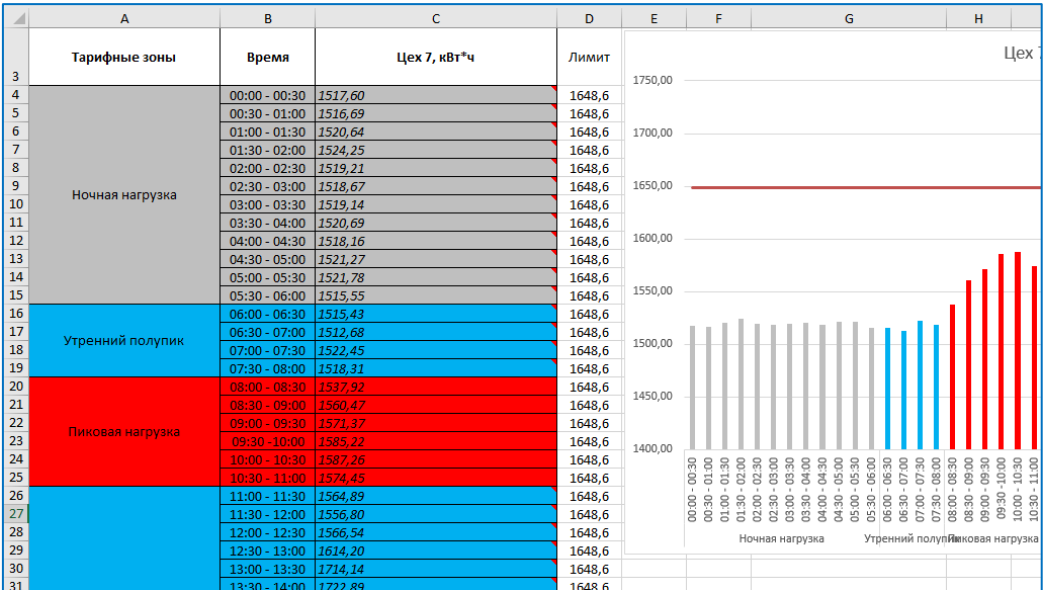 A B C D E F G H
3 Тарифные зоны Время Цех 7, кВт*ч Лимит
4 00:00 - 00:30 1517,60 1648,6
5 00:30 - 01:00 1516,69 1648,6
6 01:00 - 01:30 1520,64 1648,6
7 01:30 - 02:00 1524,25 1648,6
8 02:00 - 02:30 1519,21 1648,6
9 Ночная нагрузка 02:30 - 03:00 1518,67 1648,6
10 03:00 - 03:30 1519,14 1648,6
11 03:30 - 04:00 1520,69 1648,6
12 04:00 - 04:30 1518,16 1648,6
13 04:30 - 05:00 1521,27 1648,6
14 05:00 - 05:30 1521,78 1648,6
15 05:30 - 06:00 1515,55 1648,6
16 06:00 - 06:30 1515,43 1648,6
17 Утренний полупик 06:30 - 07:00 1512,68 1648,6
18 07:00 - 07:30 1522,45 1648,6
19 07:30 - 08:00 1518,31 1648,6
20 08:00 - 08:30 1537,92 1648,6
21 08:30 - 09:00 1560,47 1648,6
22 Пиковая нагрузка 09:00 - 09:30 1571,37 1648,6
23 09:30 -10:00 1585,22 1648,6
24 10:00 - 10:30 1587,26 1648,6
25 10:30 - 11:00 1574,45 1648,6
26 11:00 - 11:30 1564,89 1648,6
27 11:30 - 12:00 1556,80 1648,6
28 12:00 - 12:30 1566,54 1648,6
29 12:30 - 13:00 1614,20 1648,6
30 13:00 - 13:30 1714,14 1648,6
31 13:30 - 14:00 1722,89 1648,6
Цех
1750,00
1700,00
1650,00
1600,00
1550,00
1500,00
1450,00
1400,00
00:00 - 00:30
00:30 - 01:00
01:00 - 01:30
01:30 - 02:00
02:00 - 02:30
02:30 - 03:00
03:00 - 03:30
03:30 - 04:00
04:00 - 04:30
04:30 - 05:00
05:00 - 05:30
05:30 - 06:00
06:00 - 06:30
06:30 - 07:00
07:00 - 07:30
07:30 - 08:00
08:00 - 08:30
08:30 - 09:00
09:00 - 09:30
09:30 -10:00
10:00 - 10:30
10:30 - 11:00
Ночная нагрузка Утренний полупик Пиковая нагрузка